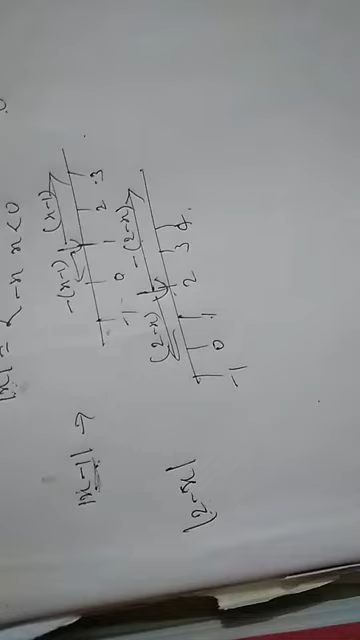 |x| = { -x x<0
|x-1| → -(x-1) (x-1)
-1 0 1 2 3
|2-x| (2-x) -(2-x)
-1 0 1 2 3 4